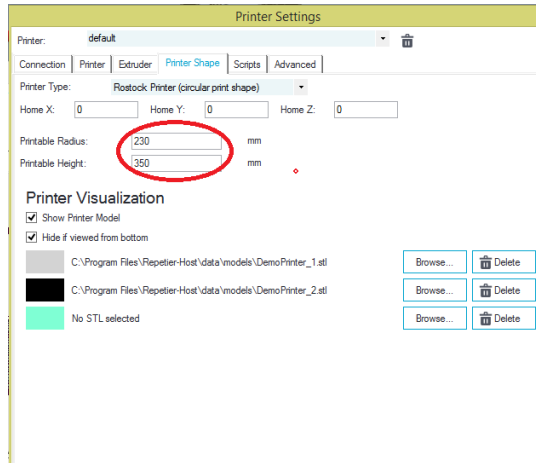 Printer Settings
Printer: default
Connection Printer Extruder Printer Shape Scripts Advanced
Printer Type: Rostock Printer (circular print shape)
Home X: 0 Home Y: 0 Home Z: 0
Printable Radius: 230 mm
Printable Height: 350 mm
Printer Visualization
Show Printer Model
Hide if viewed from bottom
C:\Program Files\Repetier-Host\data\models\DemoPrinter_1.stl Browse... Delete
C:\Program Files\Repetier-Host\data\models\DemoPrinter_2.stl Browse... Delete
No STL selected Browse... Delete